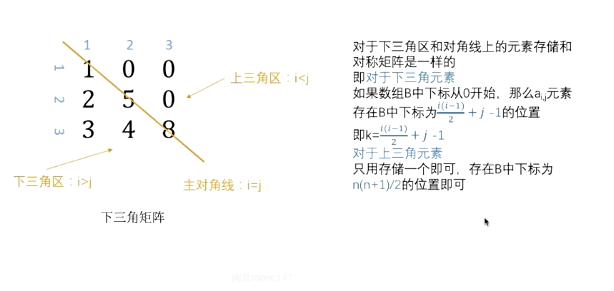 1 2 3
1 1 0 0
2 2 5 0
3 3 4 8
上三角区：i<j
下三角区：i>j
主对角线：i=j
下三角矩阵
对于下三角区和对角线上的元素存储和
对称矩阵是一样的
即对于下三角元素
如果数组B中下标从0开始，那么aᵢ,ⱼ元素
存在B中下标为i(i−1)/2 + j -1的位置
即k=i(i−1)/2 + j -1
对于上三角元素
只用存储一个即可，存在B中下标为
n(n+1)/2的位置即可